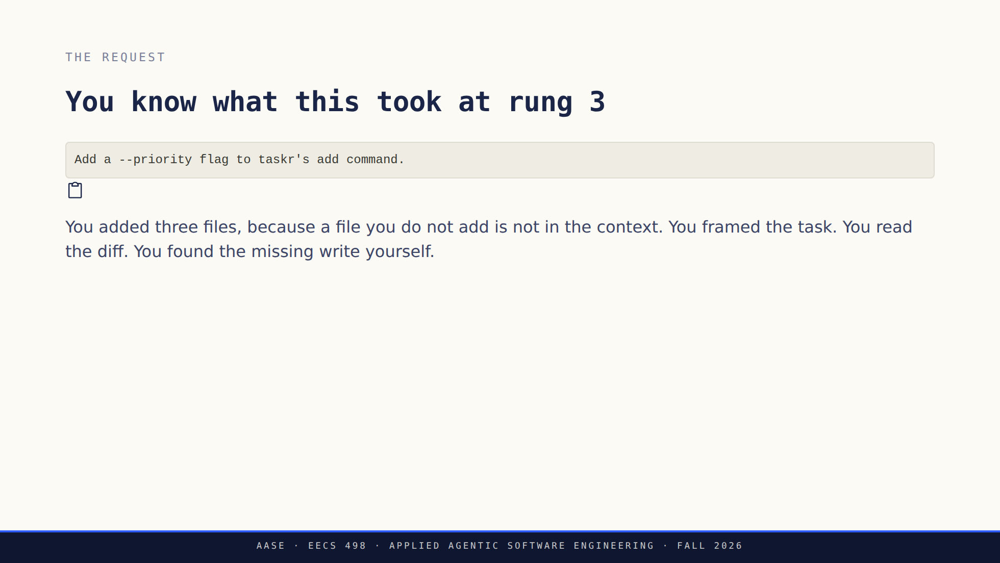 THE REQUEST
You know what this took at rung 3
Add a --priority flag to taskr's add command.
You added three files, because a file you do not add is not in the context. You framed the task. You read
the diff. You found the missing write yourself.
AASE · EECS 498 · APPLIED AGENTIC SOFTWARE ENGINEERING · FALL 2026